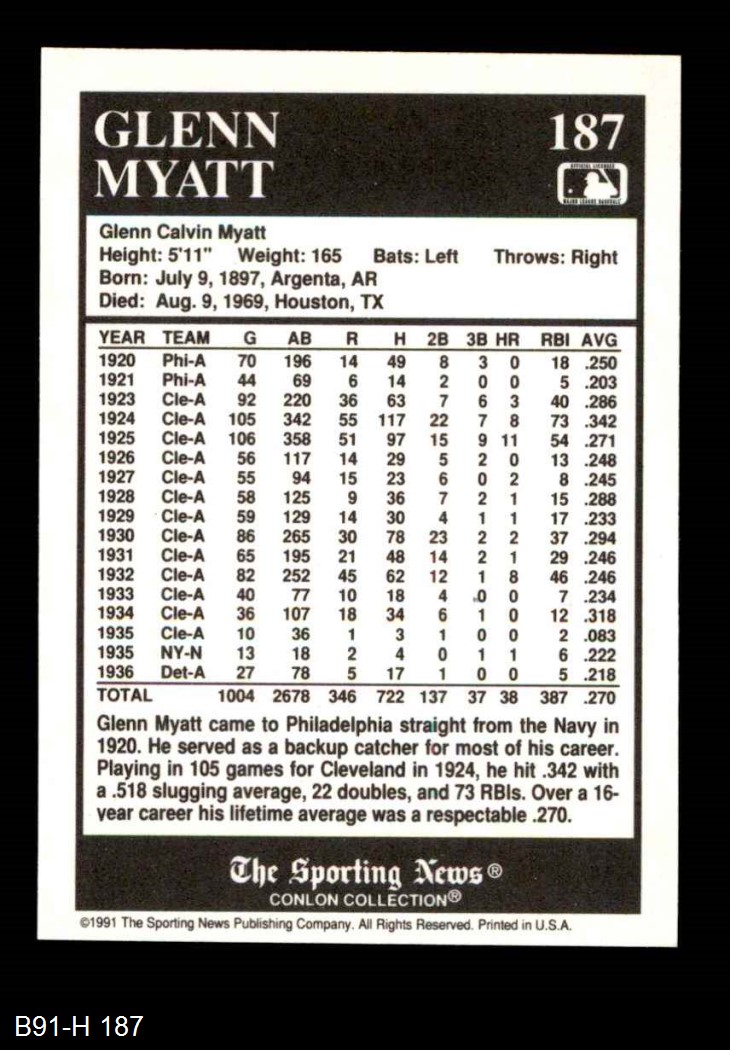 GLENN 187
MYATT
OFFICIAL LICENSEE
MAJOR LEAGUE BASEBALL
Glenn Calvin Myatt
Height: 5'11" Weight: 165 Bats: Left Throws: Right
Born: July 9, 1897, Argenta, AR
Died: Aug. 9, 1969, Houston, TX
YEAR TEAM G AB R H 2B 3B HR RBI AVG
1920 Phi-A 70 196 14 49 8 3 0 18 .250
1921 Phi-A 44 69 6 14 2 0 0 5 .203
1923 Cle-A 92 220 36 63 7 6 3 40 .286
1924 Cle-A 105 342 55 117 22 7 8 73 .342
1925 Cle-A 106 358 51 97 15 9 11 54 .271
1926 Cle-A 56 117 14 29 5 2 0 13 .248
1927 Cle-A 55 94 15 23 6 0 2 8 .245
1928 Cle-A 58 125 9 36 7 2 1 15 .288
1929 Cle-A 59 129 14 30 4 1 1 17 .233
1930 Cle-A 86 265 30 78 23 2 2 37 .294
1931 Cle-A 65 195 21 48 14 2 1 29 .246
1932 Cle-A 82 252 45 62 12 1 8 46 .246
1933 Cle-A 40 77 10 18 4 0 0 7 .234
1934 Cle-A 36 107 18 34 6 1 0 12 .318
1935 Cle-A 10 36 1 3 1 0 0 2 .083
1935 NY-N 13 18 2 4 0 1 1 6 .222
1936 Det-A 27 78 5 17 1 0 0 5 .218
TOTAL 1004 2678 346 722 137 37 38 387 .270
Glenn Myatt came to Philadelphia straight from the Navy in
1920. He served as a backup catcher for most of his career.
Playing in 105 games for Cleveland in 1924, he hit .342 with
a .518 slugging average, 22 doubles, and 73 RBIs. Over a 16-
year career his lifetime average was a respectable .270.
The Sporting News®
CONLON COLLECTION®
©1991 The Sporting News Publishing Company. All Rights Reserved. Printed in U.S.A.
B91-H 187